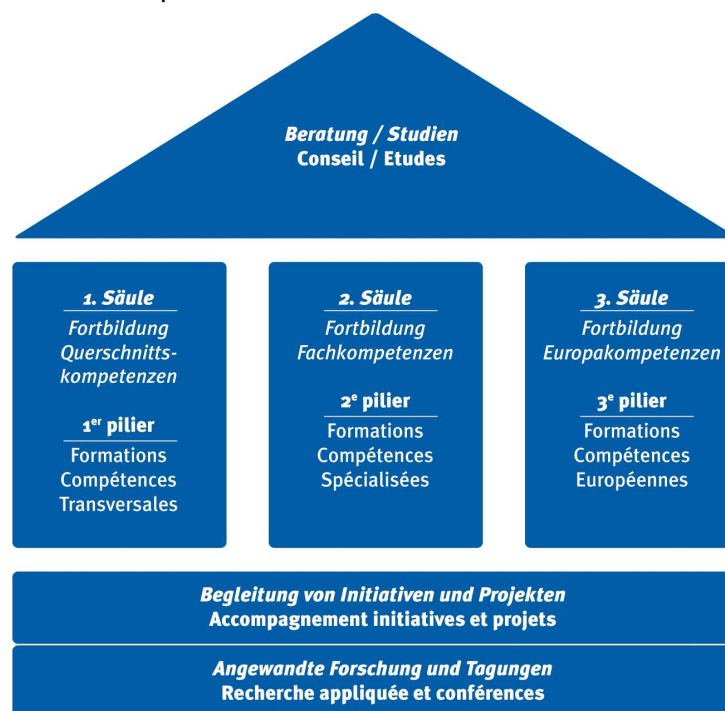 Beratung / Studien
Conseil / Etudes
1. Säule
Fortbildung
Querschnitts-
kompetenzen
1er pilier
Formations
Compétences
Transversales
2. Säule
Fortbildung
Fachkompetenzen
2e pilier
Formations
Compétences
Spécialisées
3. Säule
Fortbildung
Europakompetenzen
3e pilier
Formations
Compétences
Européennes
Begleitung von Initiativen und Projekten
Accompagnement initiatives et projets
Angewandte Forschung und Tagungen
Recherche appliquée et conférences